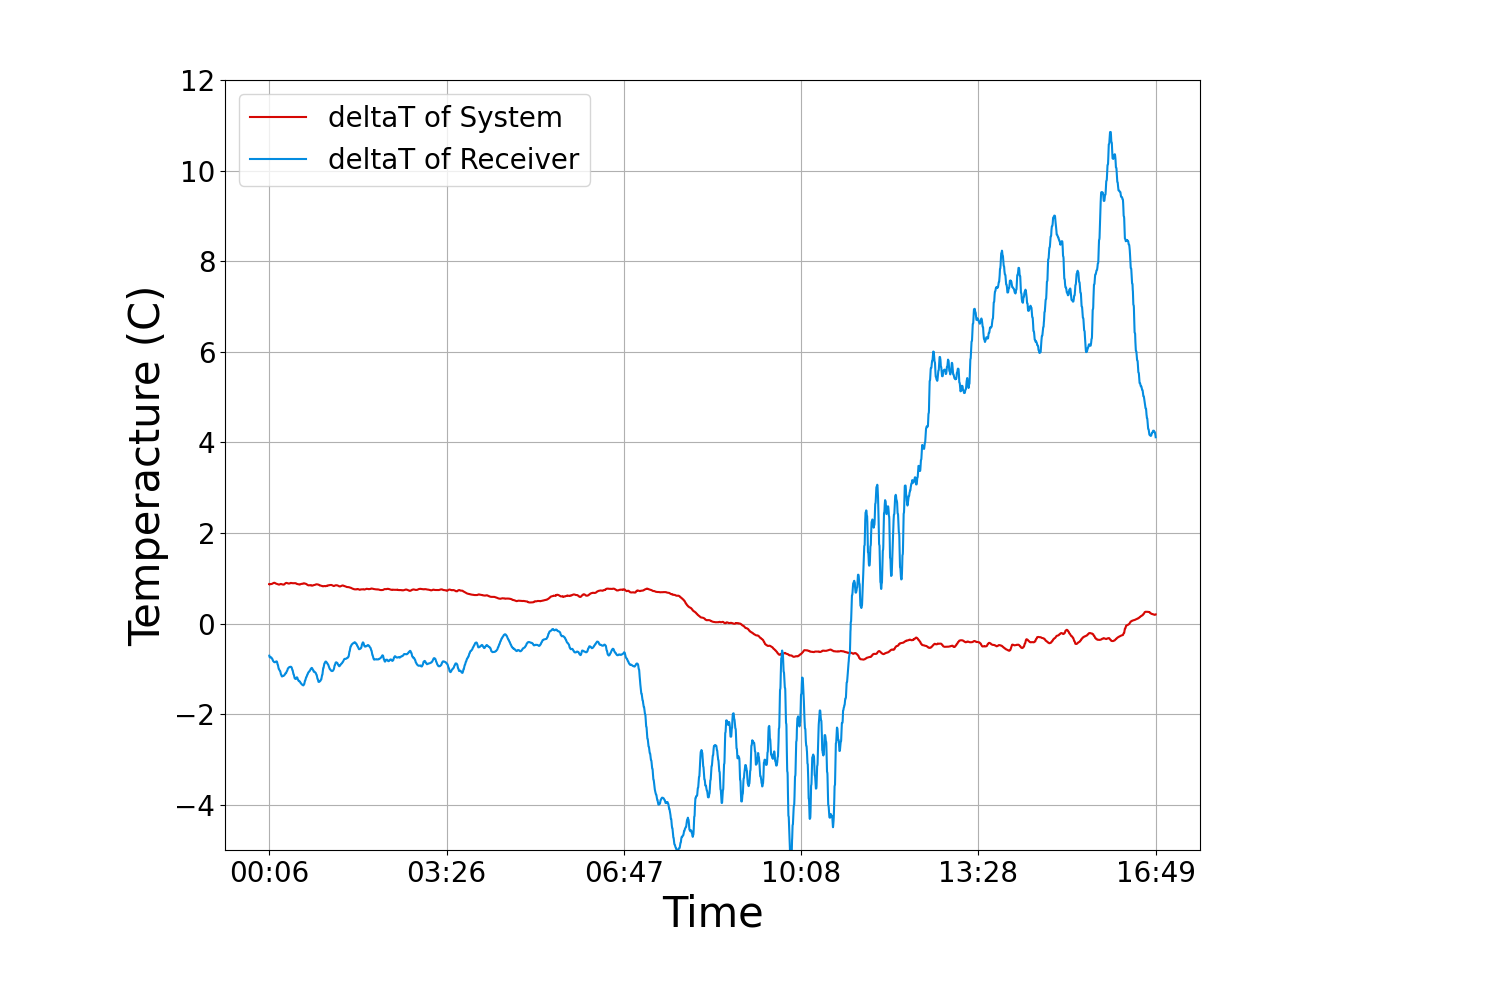 12
10
8
6
4
2
0
−2
−4
Temperacture (C)
deltaT of System
deltaT of Receiver
00:06 03:26 06:47 10:08 13:28 16:49
Time